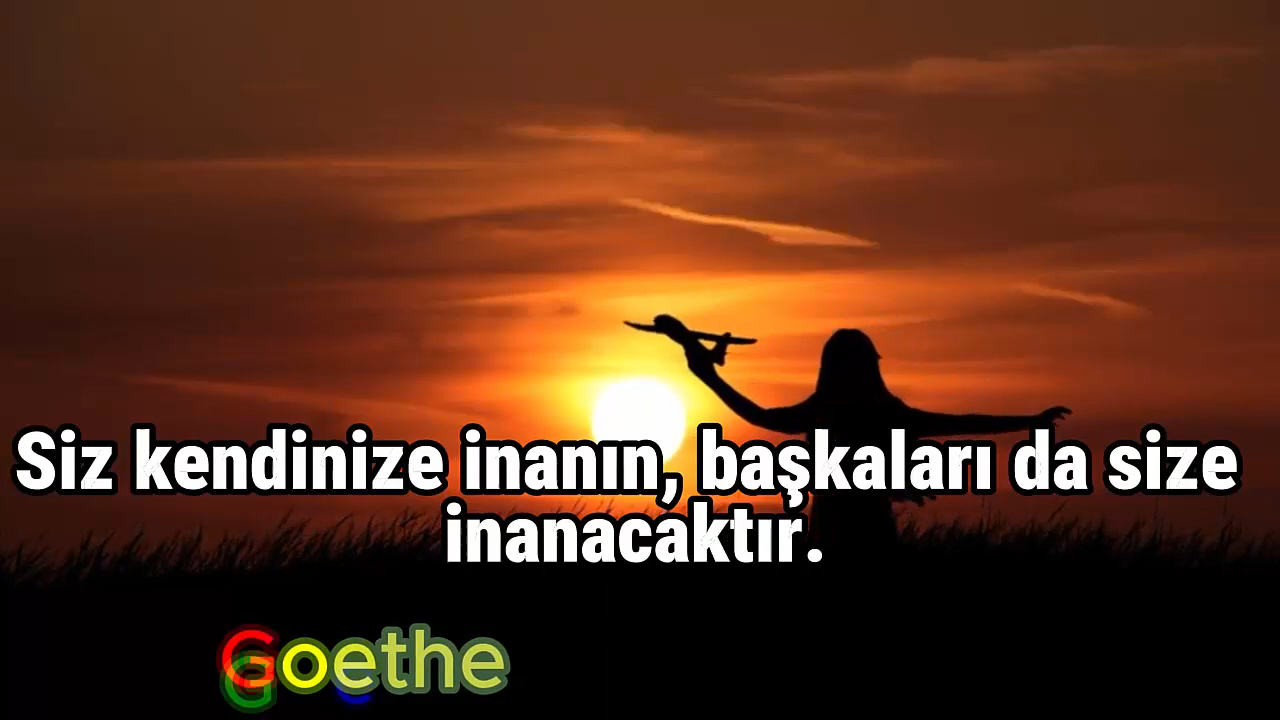 Siz kendinize inanın, başkaları da size
inanacaktır.
Goethe